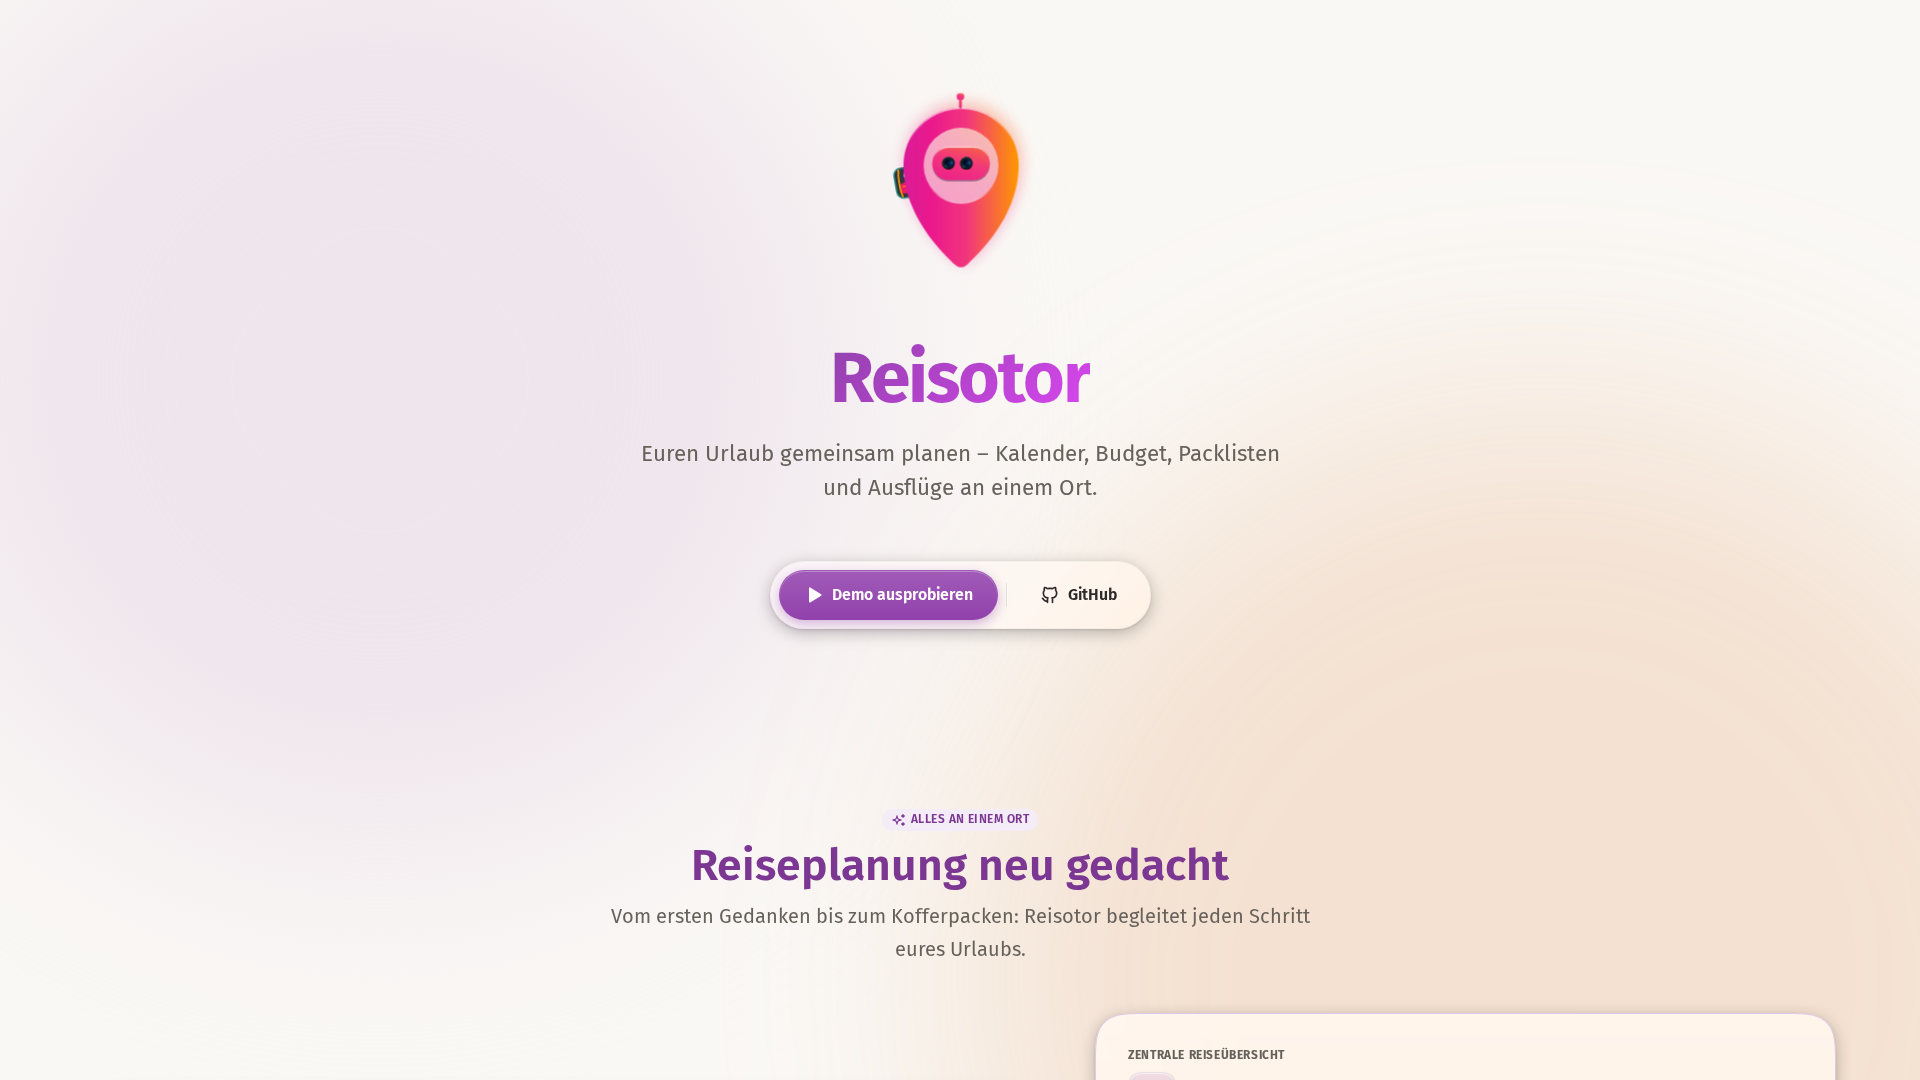 Reisotor
Euren Urlaub gemeinsam planen – Kalender, Budget, Packlisten
und Ausflüge an einem Ort.
Demo ausprobieren
GitHub
ALLES AN EINEM ORT
Reiseplanung neu gedacht
Vom ersten Gedanken bis zum Kofferpacken: Reisotor begleitet jeden Schritt
eures Urlaubs.
ZENTRALE REISEÜBERSICHT